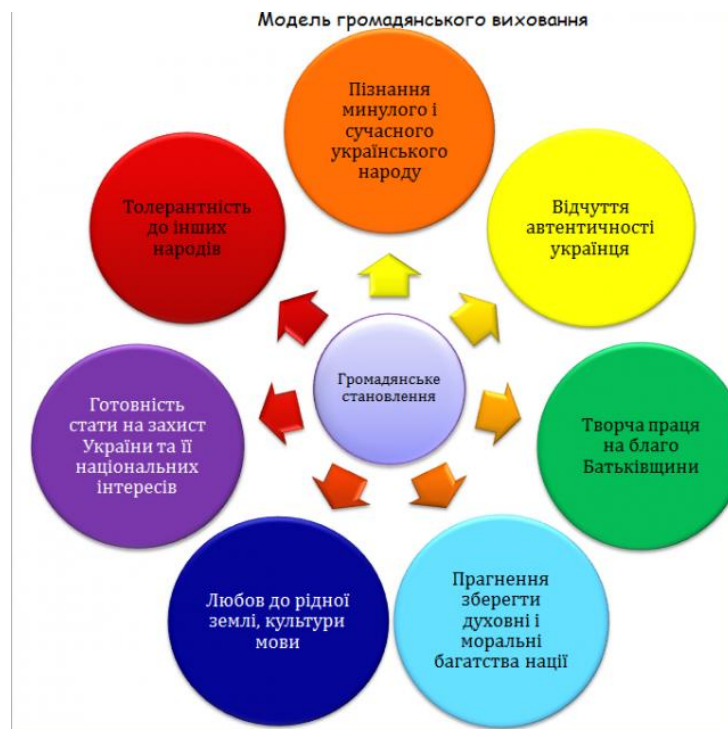 Модель громадянського виховання
Пізнання
минулого і
сучасного
українського
народу
Відчуття
автентичності
українця
Творча праця
на благо
Батьківщини
Прагнення
зберегти
духовні і
моральні
багатства нації
Любов до рідної
землі, культури
мови
Готовність
стати на захист
України та її
національних
інтересів
Толерантність
до інших
народів
Громадянське
становлення